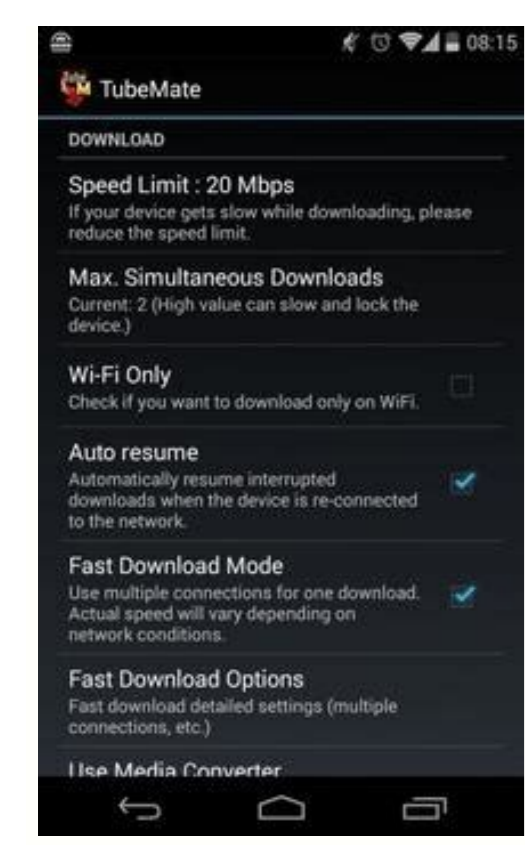 08:15
TubeMate
DOWNLOAD
Speed Limit : 20 Mbps
If your device gets slow while downloading, please
reduce the speed limit.
Max. Simultaneous Downloads
Current: 2 (High value can slow and lock the
device.)
Wi-Fi Only
Check if you want to download only on WiFi.
Auto resume
Automatically resume interrupted
downloads when the device is re-connected
to the network.
Fast Download Mode
Use multiple connections for one download.
Actual speed will vary depending on
network conditions.
Fast Download Options
Fast download detailed settings (multiple
connections, etc.)
Use Media Converter